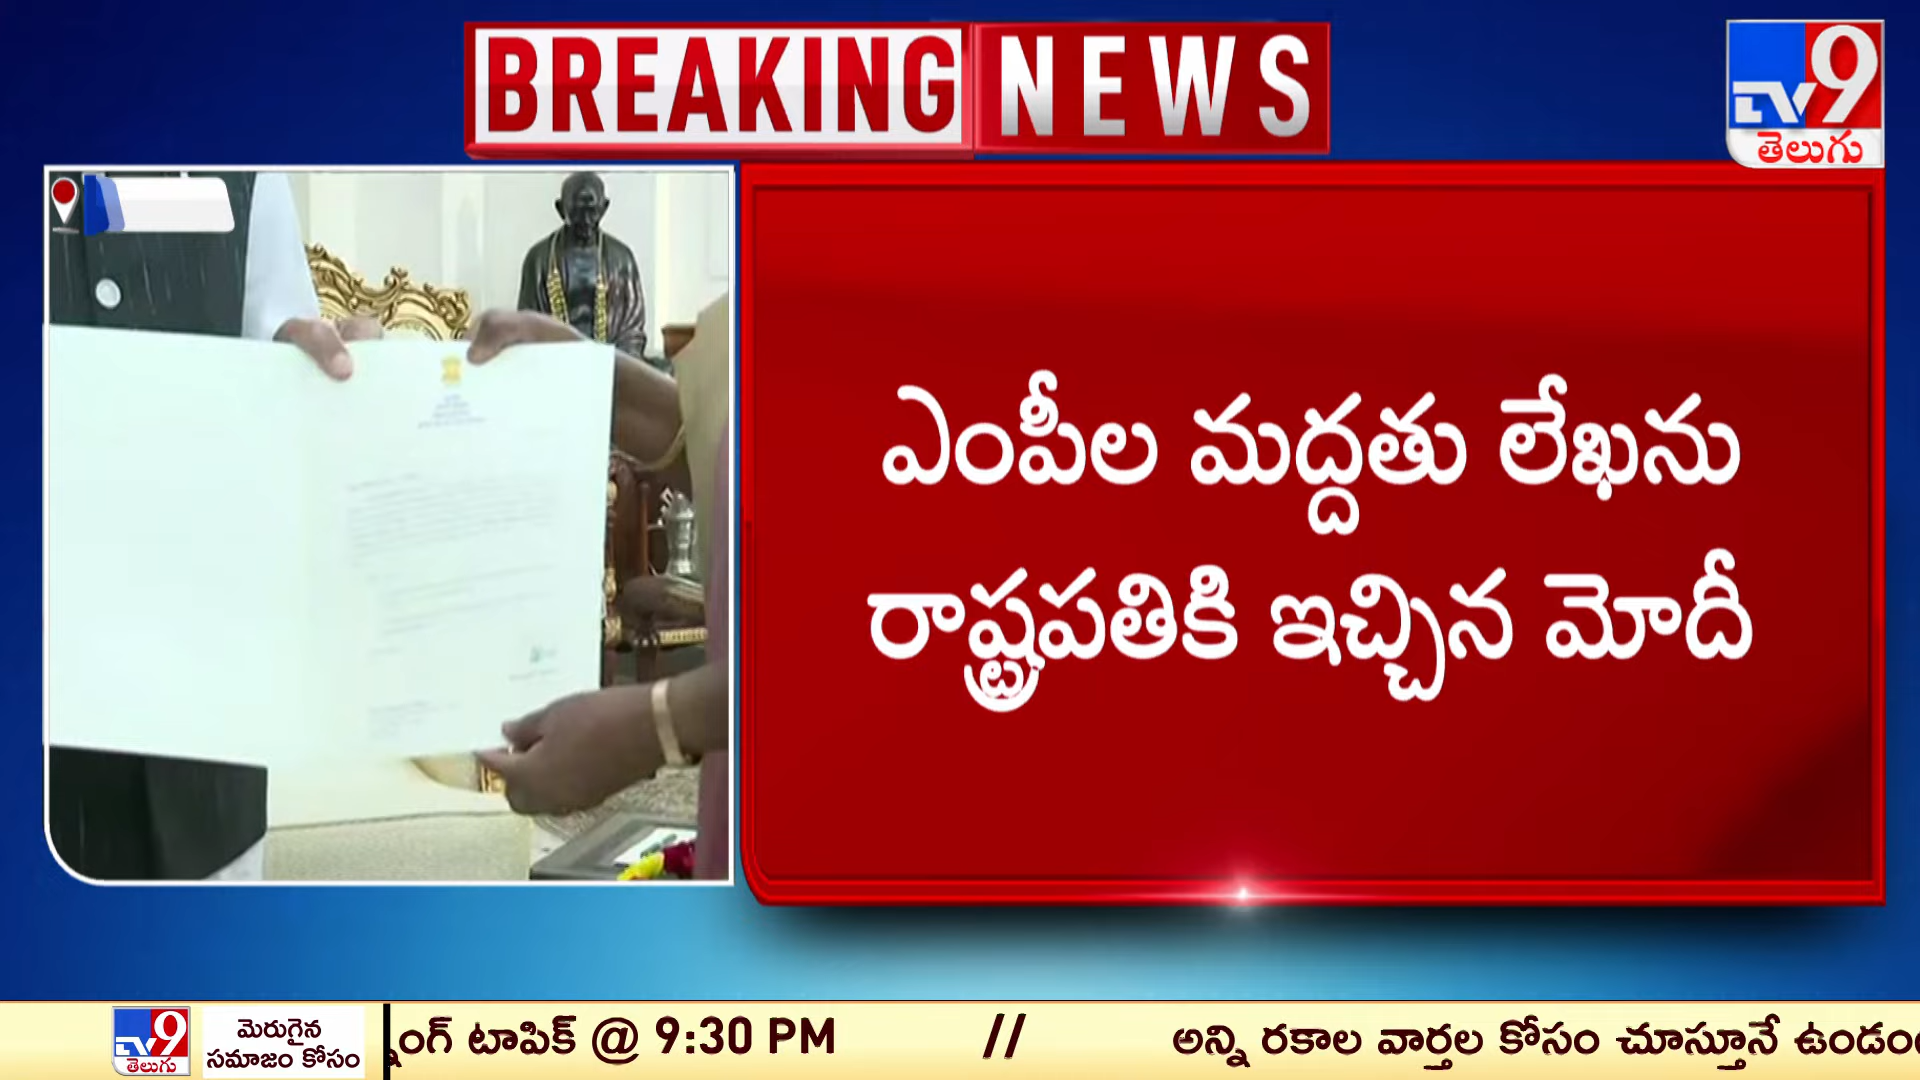 BREAKING NEWS
TV9
తెలుగు
ఎంపీల మద్దతు లేఖను
రాష్ట్రపతికి ఇచ్చిన మోదీ
TV9
తెలుగు
మెరుగైన
సమాజం కోసం
టాపిక్ @ 9:30 PM // అన్ని రకాల వార్తల కోసం చూస్తూనే